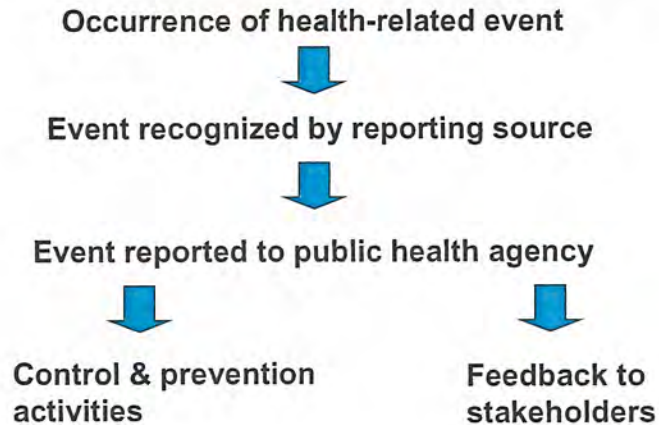 Occurrence of health-related event
Event recognized by reporting source
Event reported to public health agency
Control & prevention
activities
Feedback to
stakeholders